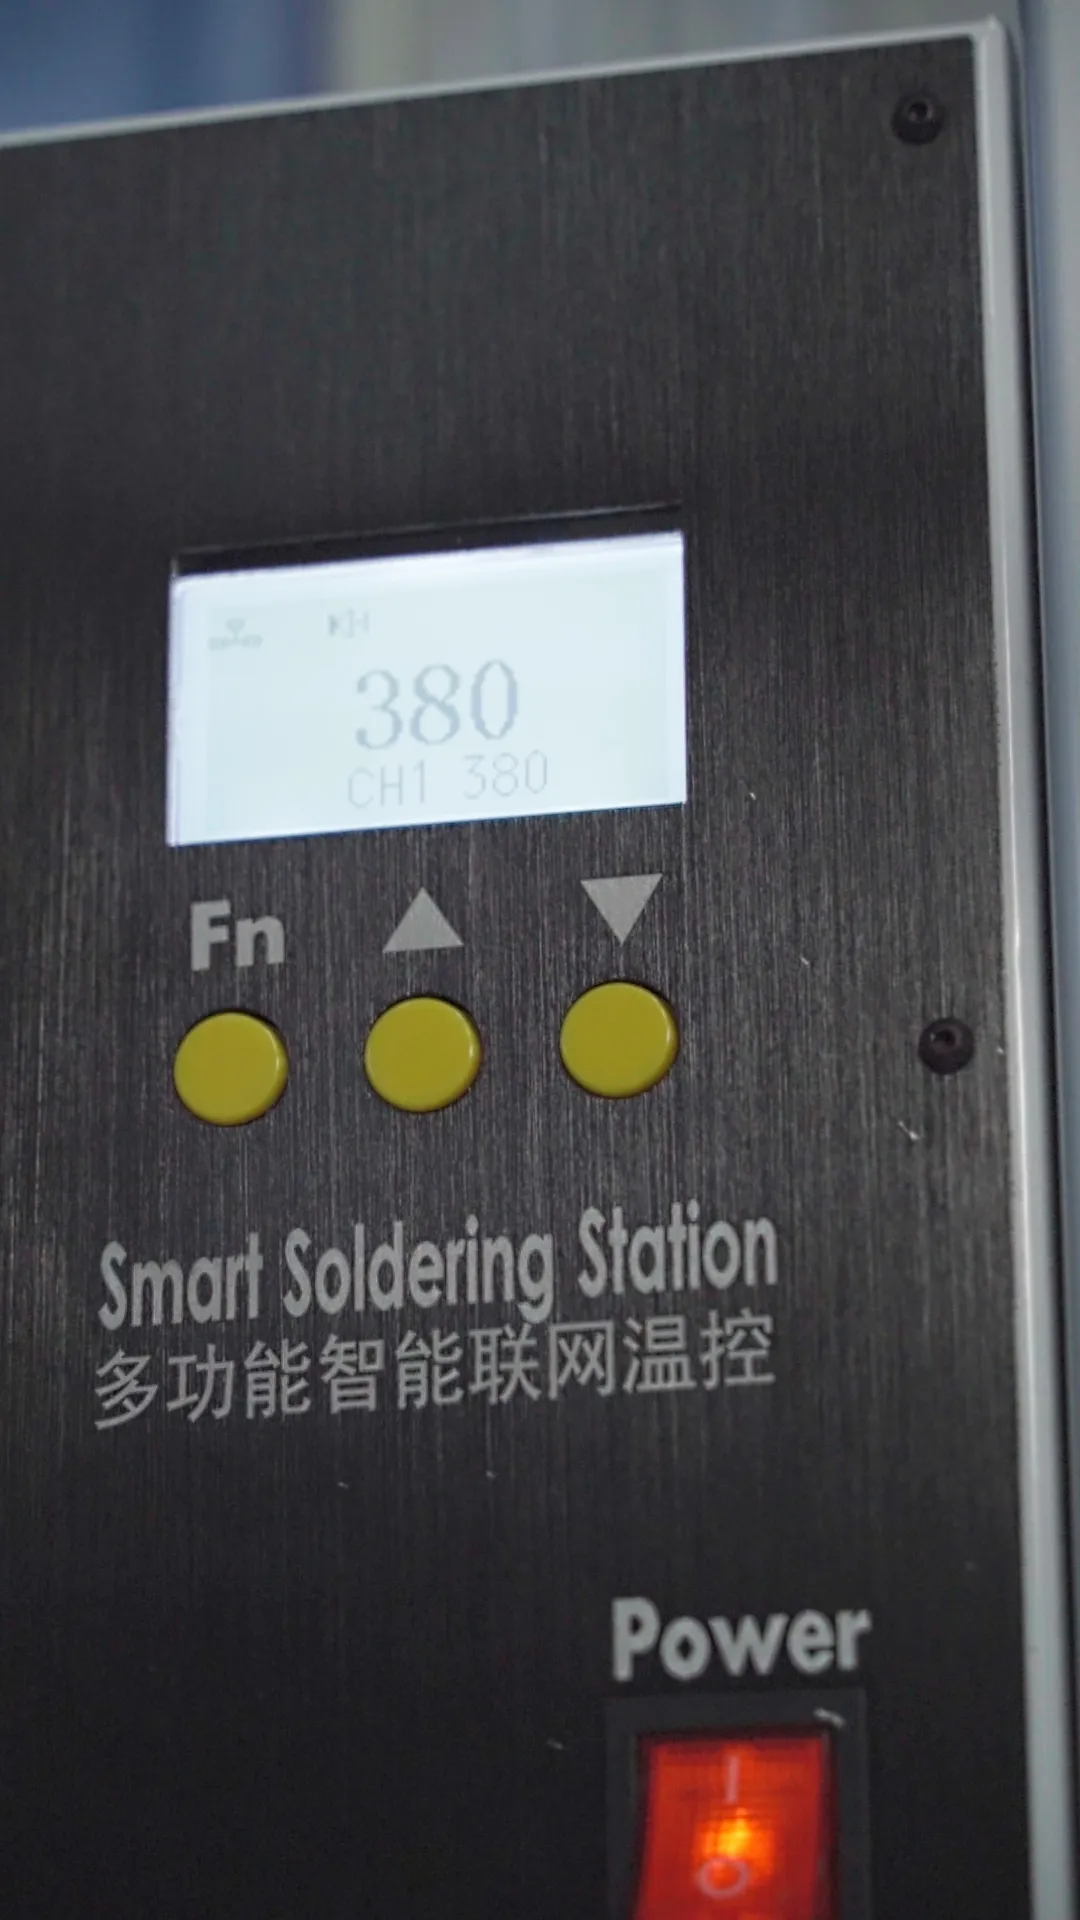 380
CH1 380
Fn
Smart Soldering Station
多功能智能联网温控
Power